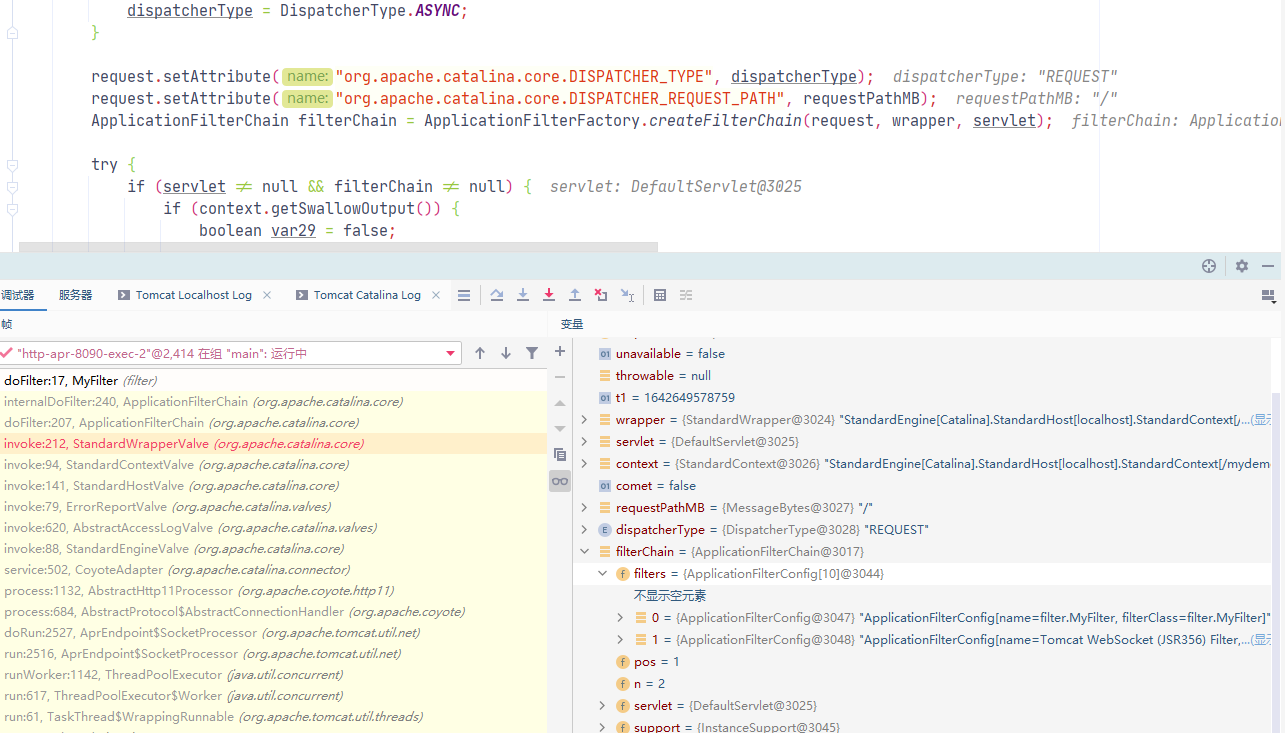 dispatcherType = DispatcherType.ASYNC;
}
request.setAttribute( name: "org.apache.catalina.core.DISPATCHER_TYPE", dispatcherType);  dispatcherType: "REQUEST"
request.setAttribute( name: "org.apache.catalina.core.DISPATCHER_REQUEST_PATH", requestPathMB);  requestPathMB: "/"
ApplicationFilterChain filterChain = ApplicationFilterFactory.createFilterChain(request, wrapper, servlet);  filterChain: Applicatio
try {
if (servlet ≠ null && filterChain ≠ null) {  servlet: DefaultServlet@3025
if (context.getSwallowOutput()) {
boolean var29 = false;
调试器 服务器 Tomcat Localhost Log × Tomcat Catalina Log ×
帧
"http-apr-8090-exec-2"@2,414 在组 "main": 运行中
doFilter:17, MyFilter (filter)
internalDoFilter:240, ApplicationFilterChain (org.apache.catalina.core)
doFilter:207, ApplicationFilterChain (org.apache.catalina.core)
invoke:212, StandardWrapperValve (org.apache.catalina.core)
invoke:94, StandardContextValve (org.apache.catalina.core)
invoke:141, StandardHostValve (org.apache.catalina.core)
invoke:79, ErrorReportValve (org.apache.catalina.valves)
invoke:620, AbstractAccessLogValve (org.apache.catalina.valves)
invoke:88, StandardEngineValve (org.apache.catalina.core)
service:502, CoyoteAdapter (org.apache.catalina.connector)
process:1132, AbstractHttp11Processor (org.apache.coyote.http11)
process:684, AbstractProtocol$AbstractConnectionHandler (org.apache.coyote)
doRun:2527, AprEndpoint$SocketProcessor (org.apache.tomcat.util.net)
run:2516, AprEndpoint$SocketProcessor (org.apache.tomcat.util.net)
runWorker:1142, ThreadPoolExecutor (java.util.concurrent)
run:617, ThreadPoolExecutor$Worker (java.util.concurrent)
run:61, TaskThread$WrappingRunnable (org.apache.tomcat.util.threads)
变量
unavailable = false
throwable = null
t1 = 1642649578759
wrapper = {StandardWrapper@3024} "StandardEngine[Catalina].StandardHost[localhost].StandardContext[/...(显示
servlet = {DefaultServlet@3025}
context = {StandardContext@3026} "StandardEngine[Catalina].StandardHost[localhost].StandardContext[/mydem
comet = false
requestPathMB = {MessageBytes@3027} "/"
dispatcherType = {DispatcherType@3028} "REQUEST"
filterChain = {ApplicationFilterChain@3017}
filters = {ApplicationFilterConfig[10]@3044}
不显示空元素
0 = {ApplicationFilterConfig@3047} "ApplicationFilterConfig[name=filter.MyFilter, filterClass=filter.MyFilter]"
1 = {ApplicationFilterConfig@3048} "ApplicationFilterConfig[name=Tomcat WebSocket (JSR356) Filter,...(显示
pos = 1
n = 2
servlet = {DefaultServlet@3025}
support = {InstanceSupport@3045}